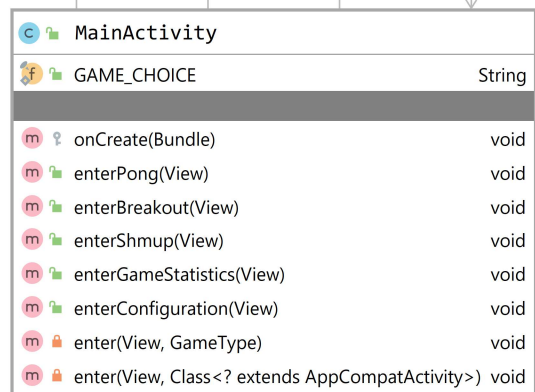 C MainActivity
f GAME_CHOICE String
m onCreate(Bundle) void
m enterPong(View) void
m enterBreakout(View) void
m enterShmup(View) void
m enterGameStatistics(View) void
m enterConfiguration(View) void
m enter(View, GameType) void
m enter(View, Class<? extends AppCompatActivity>) void